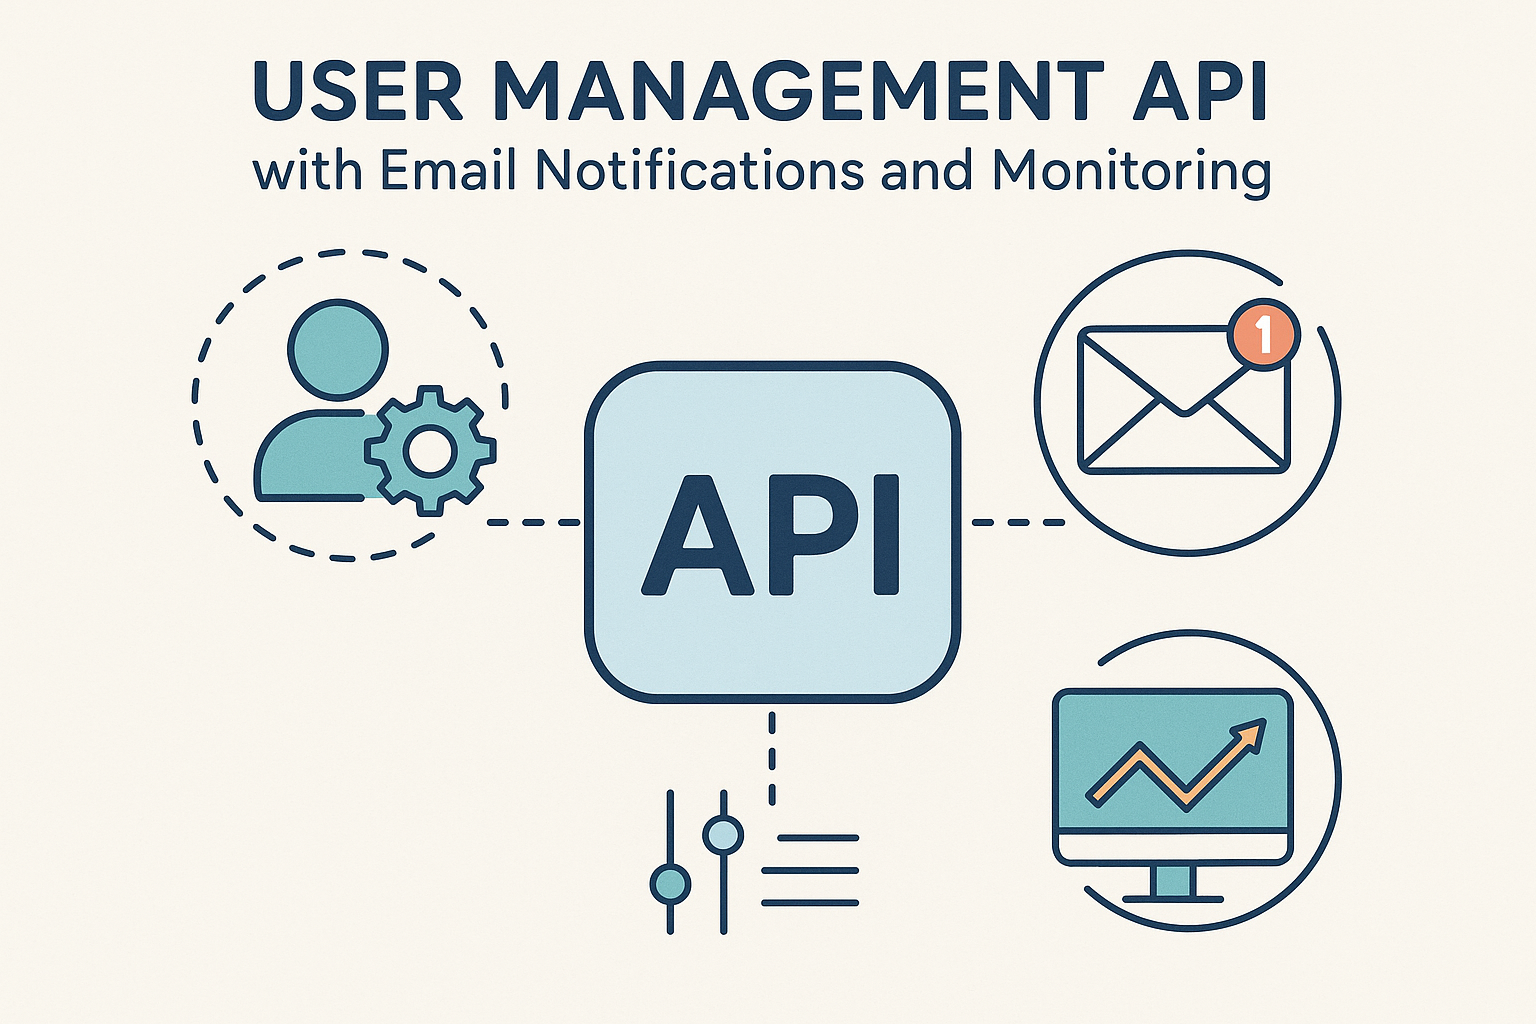 USER MANAGEMENT API
with Email Notifications and Monitoring
1
API